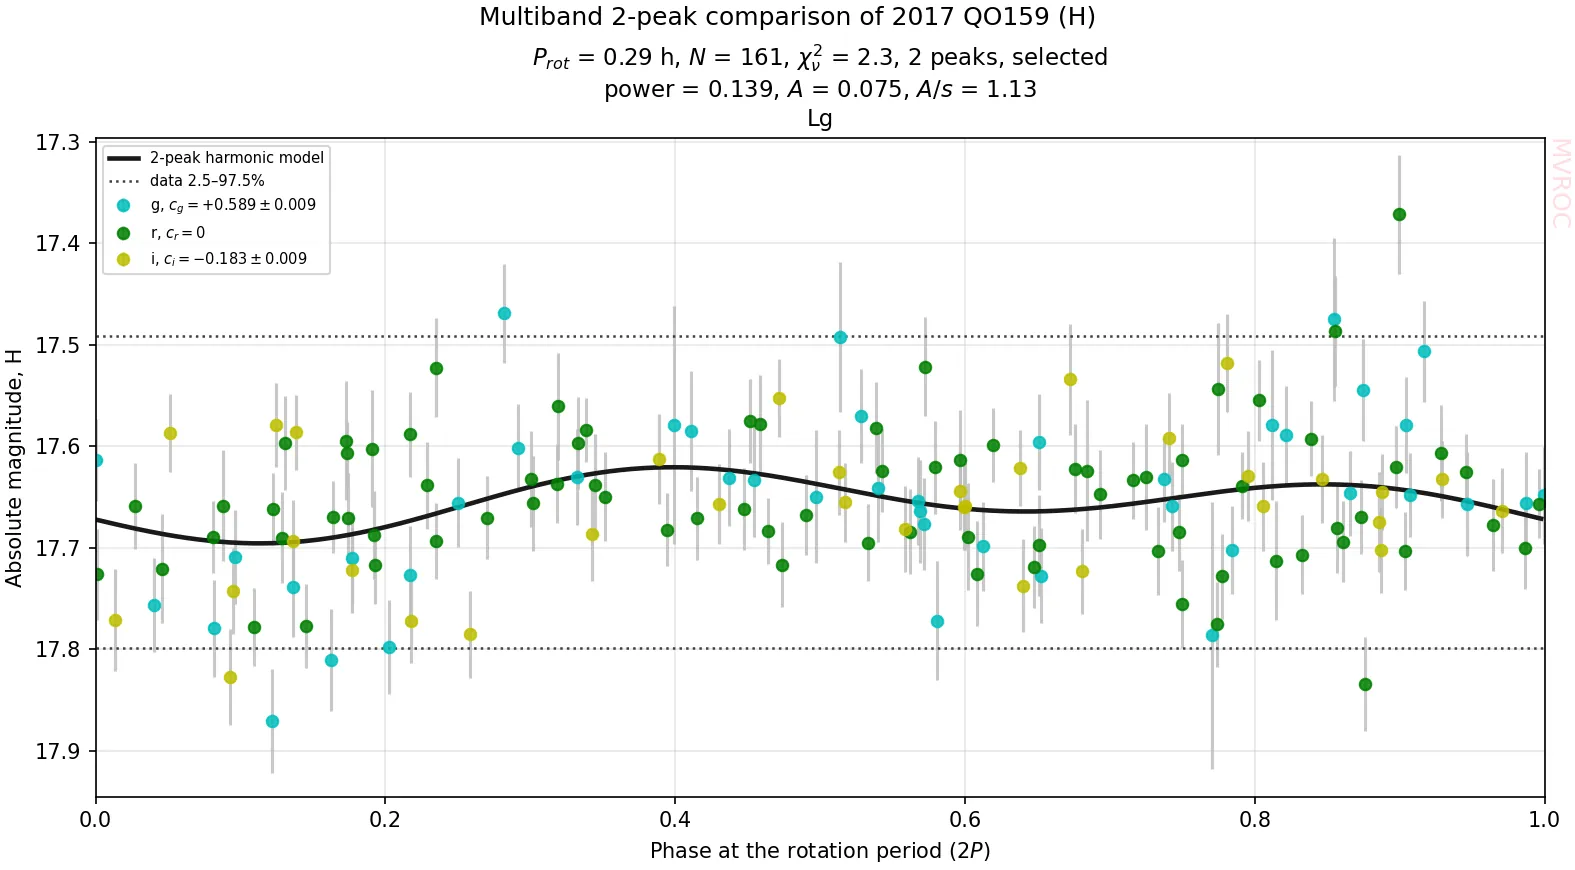 Multiband 2-peak comparison of 2017 QO159 (H)
P_rot = 0.29 h, N = 161, χ²_ν = 2.3, 2 peaks, selected
power = 0.139, A = 0.075, A/s = 1.13
Lg
MVROC
2-peak harmonic model
data 2.5–97.5%
g, c_g = +0.589 ± 0.009
r, c_r = 0
i, c_i = −0.183 ± 0.009
Absolute magnitude, H
17.3
17.4
17.5
17.6
17.7
17.8
17.9
0.0 0.2 0.4 0.6 0.8 1.0
Phase at the rotation period (2P)